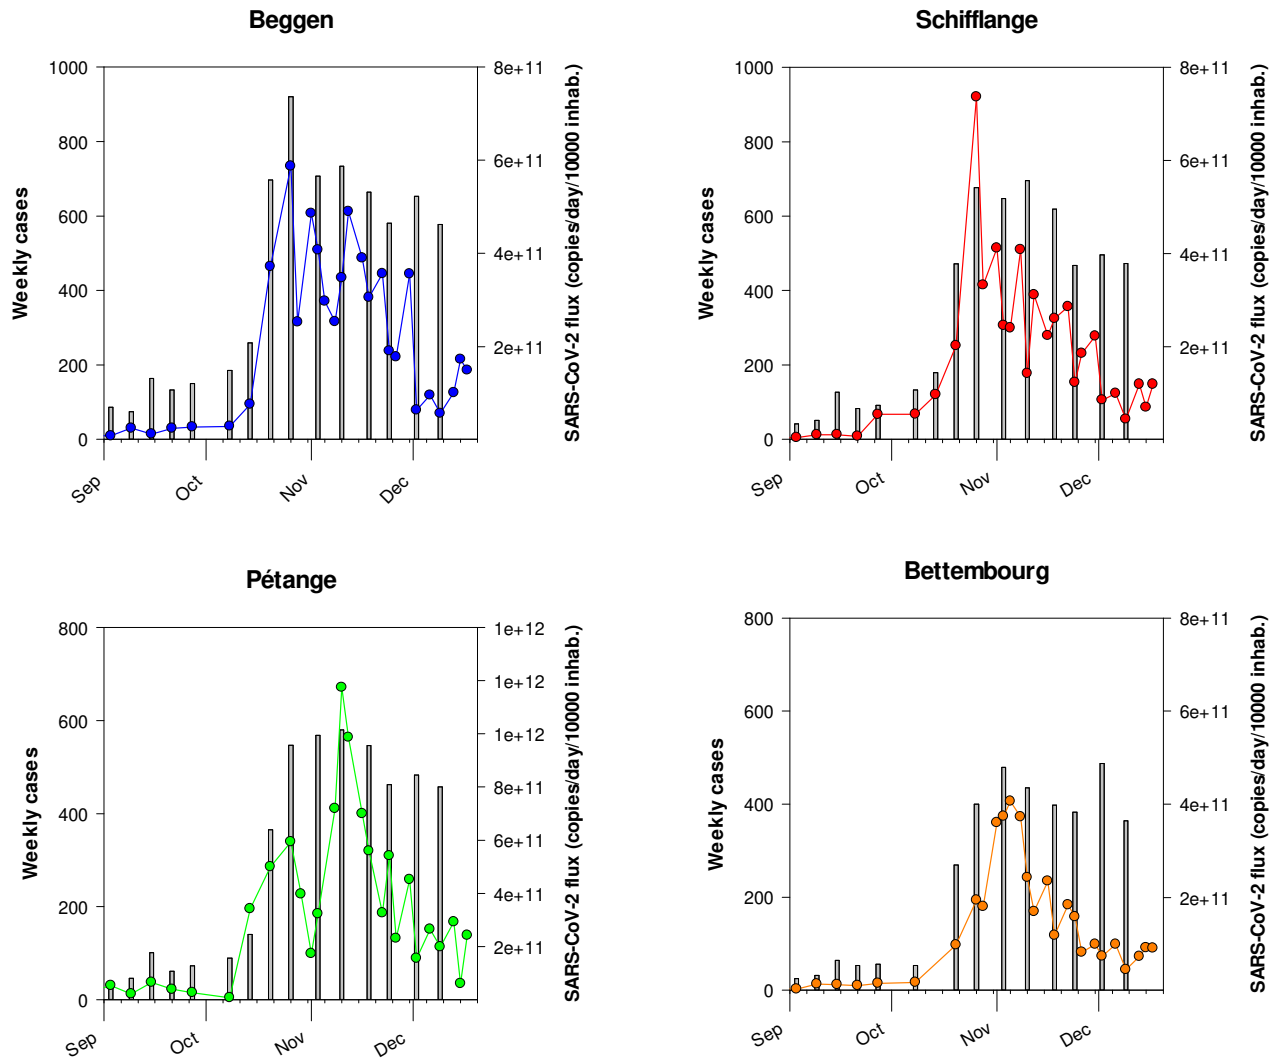 Beggen
1000
800
600
400
200
0
Weekly cases
8e+11
6e+11
4e+11
2e+11
SARS-CoV-2 flux (copies/day/10000 inhab.)
Sep
Oct
Nov
Dec
Schifflange
1000
800
600
400
200
0
Weekly cases
8e+11
6e+11
4e+11
2e+11
SARS-CoV-2 flux (copies/day/10000 inhab.)
Sep
Oct
Nov
Dec
Pétange
800
600
400
200
0
Weekly cases
1e+12
1e+12
1e+12
8e+11
6e+11
4e+11
2e+11
SARS-CoV-2 flux (copies/day/10000 inhab.)
Sep
Oct
Nov
Dec
Bettembourg
800
600
400
200
0
Weekly cases
8e+11
6e+11
4e+11
2e+11
SARS-CoV-2 flux (copies/day/10000 inhab.)
Sep
Oct
Nov
Dec